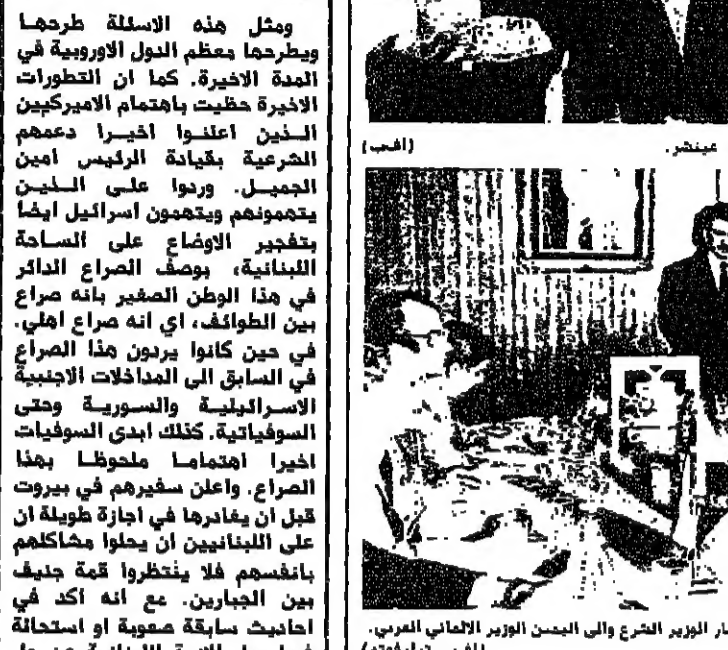 ومثل هذه الاسئلة طرحها
ويطرحها معظم الدول الاوروبية في
المدة الاخيرة. كما ان التطورات
الاخيرة حظيت باهتمام الاميركيين
الذين اعلنوا اخيرا دعمهم
الشرعية بقيادة الرئيس امين
الجميل. وردوا على الذين
يتهمونهم ويتهمون اسرائيل ايضا
بتفجير الاوضاع على الساحة
اللبنانية، بوصف الصراع الدائر
في هذا الوطن الصغير بانه صراع
بين الطوائف، اي انه صراع اهلي.
في حين كانوا يردون هذا الصراع
في السابق الى المداخلات الاجنبية
الاسرائيلية والسورية وحتى
السوفياتية. كذلك ابدى السوفيات
اخيرا اهتماما ملحوظا بهذا
الصراع. واعلن سفيرهم في بيروت
قبل ان يغادرها في اجازة طويلة ان
على اللبنانيين ان يحلوا مشاكلهم
بانفسهم فلا ينتظروا قمة جنيف
بين الجبارين. مع انه اكد في
احاديث سابقة صعوبة او استحالة
غينشر.
(أ ف ب)
الوزير الشرع والى اليمين الوزير الالماني الغربي.